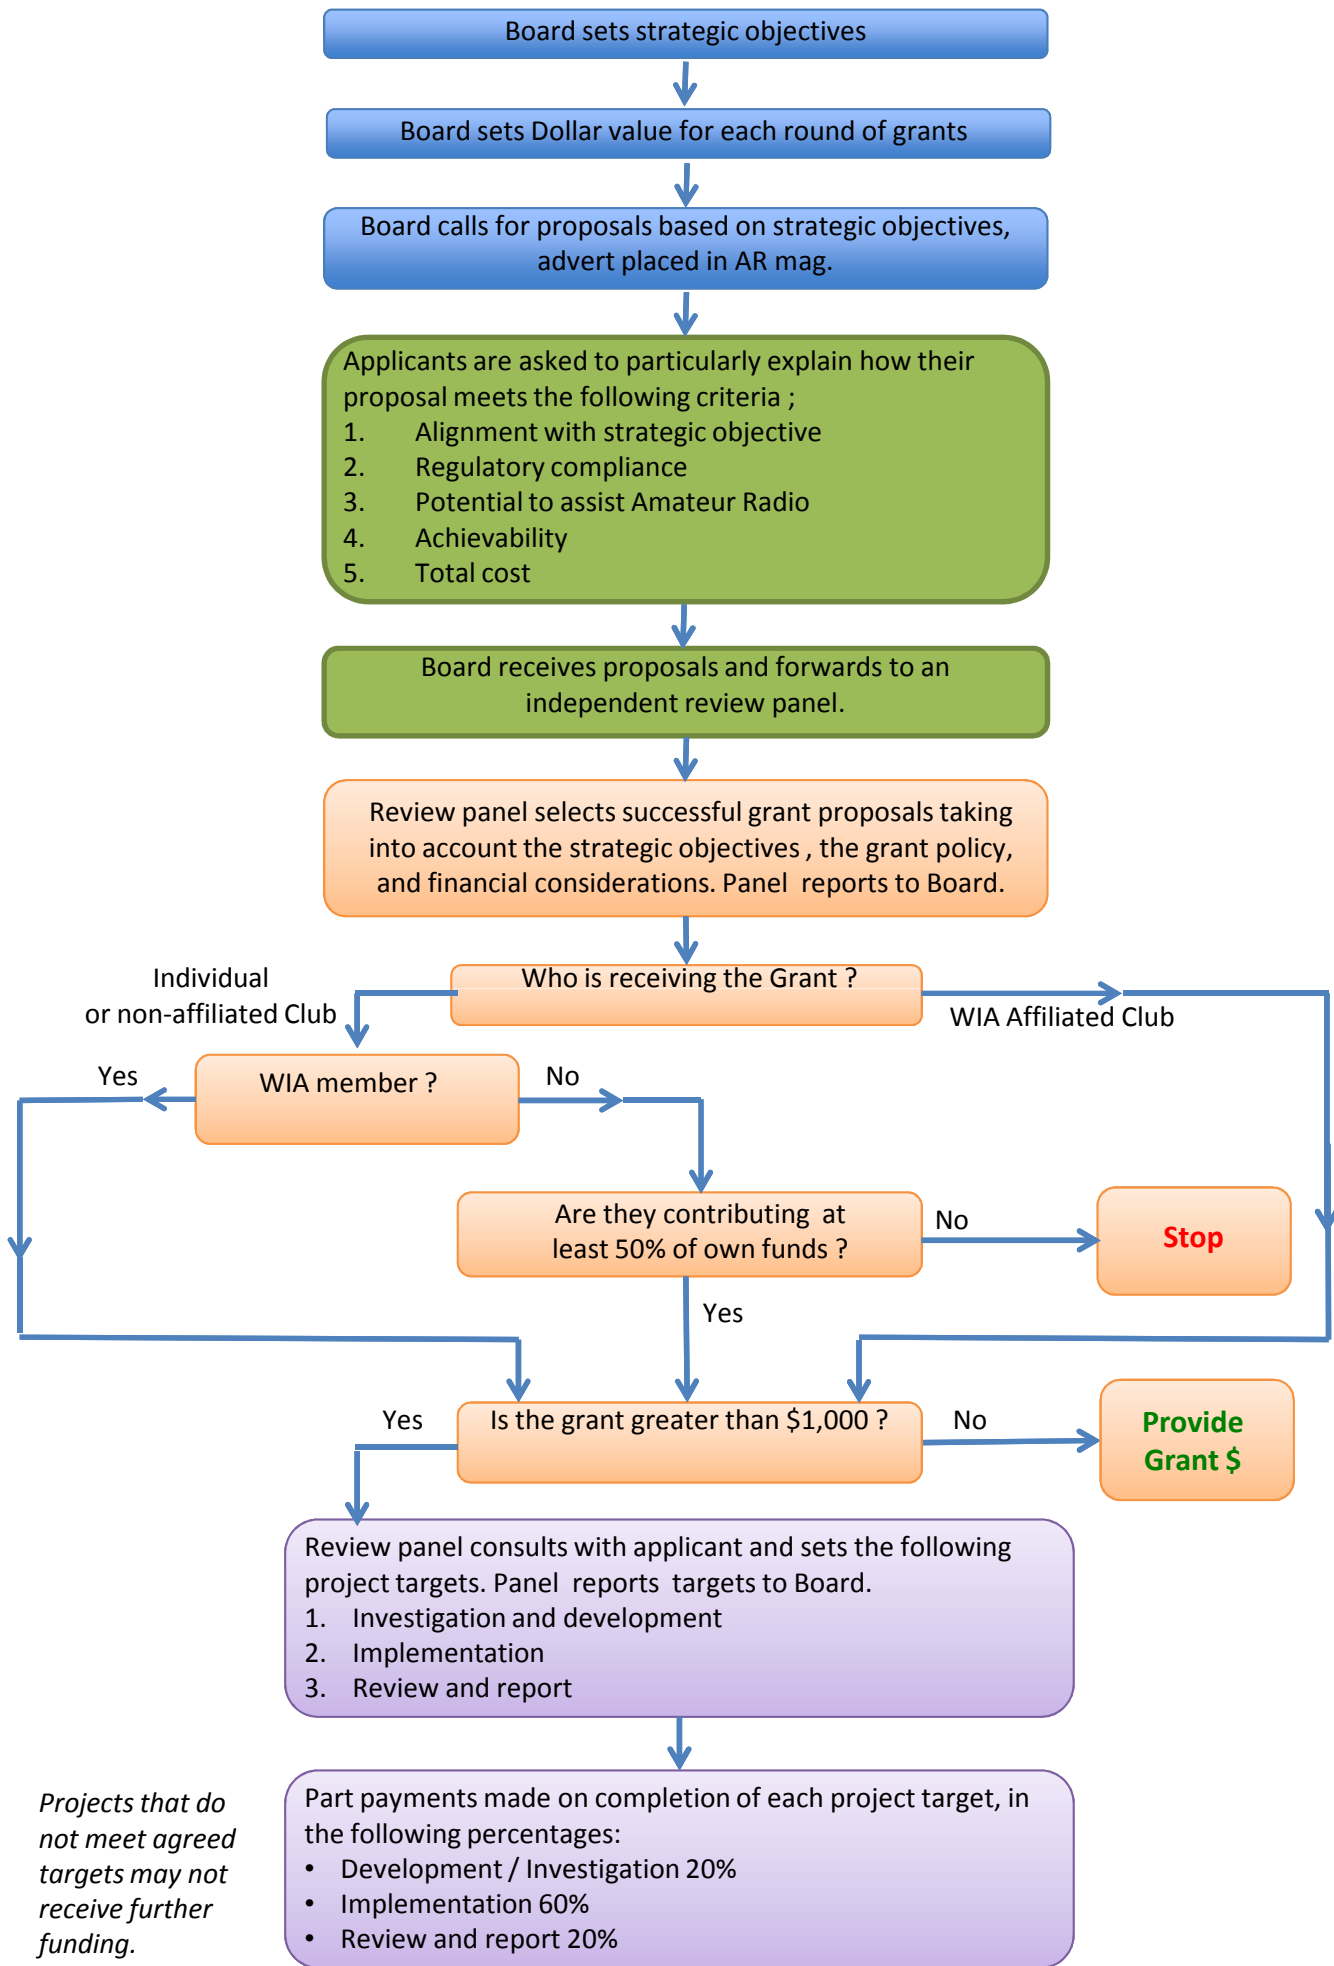 Board sets strategic objectives
Board sets Dollar value for each round of grants
Board calls for proposals based on strategic objectives,
advert placed in AR mag.
Applicants are asked to particularly explain how their
proposal meets the following criteria ;
1. Alignment with strategic objective
2. Regulatory compliance
3. Potential to assist Amateur Radio
4. Achievability
5. Total cost
Board receives proposals and forwards to an
independent review panel.
Review panel selects successful grant proposals taking
into account the strategic objectives , the grant policy,
and financial considerations. Panel reports to Board.
Who is receiving the Grant ?
Individual
or non-affiliated Club
WIA Affiliated Club
WIA member ?
Yes
No
Are they contributing at
least 50% of own funds ?
No
Stop
Yes
Is the grant greater than $1,000 ?
Yes
No
Provide
Grant $
Review panel consults with applicant and sets the following
project targets. Panel reports targets to Board.
1. Investigation and development
2. Implementation
3. Review and report
Projects that do
not meet agreed
targets may not
receive further
funding.
Part payments made on completion of each project target, in
the following percentages:
• Development / Investigation 20%
• Implementation 60%
• Review and report 20%